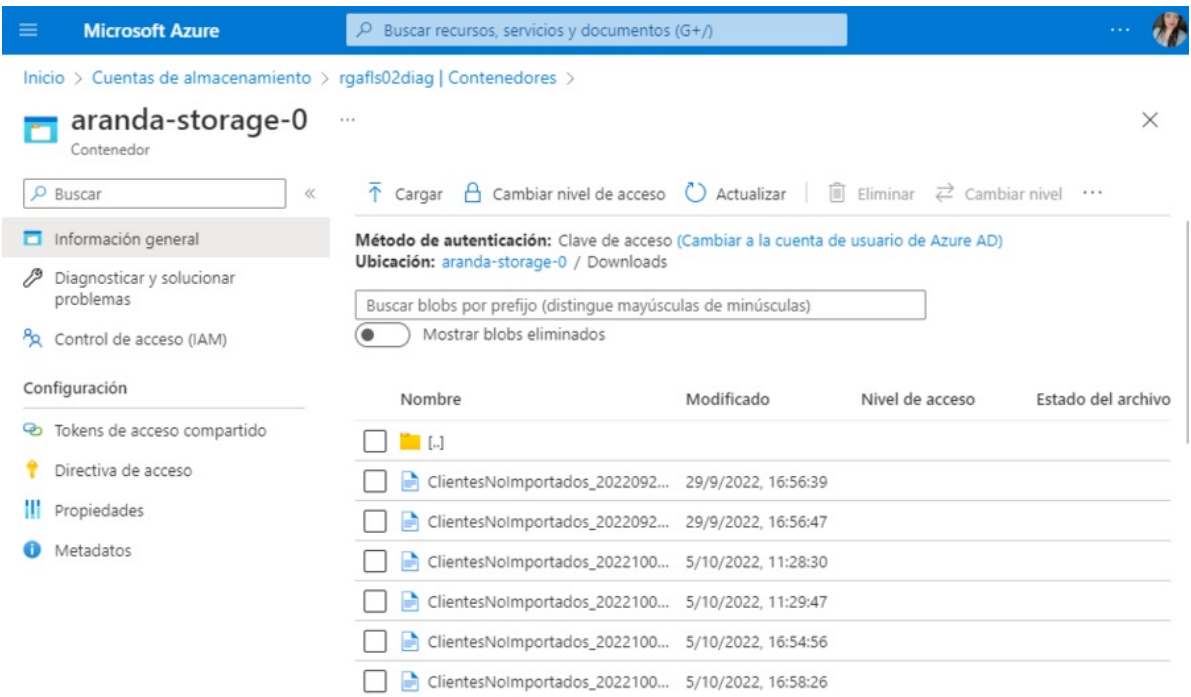 Microsoft Azure
Buscar recursos, servicios y documentos (G+/)
Inicio > Cuentas de almacenamiento > rgafls02diag | Contenedores >
aranda-storage-0 ...
Contenedor
Buscar
Cargar Cambiar nivel de acceso Actualizar Eliminar Cambiar nivel ...
Información general
Diagnosticar y solucionar
problemas
Control de acceso (IAM)
Configuración
Tokens de acceso compartido
Directiva de acceso
Propiedades
Metadatos
Método de autenticación: Clave de acceso (Cambiar a la cuenta de usuario de Azure AD)
Ubicación: aranda-storage-0 / Downloads
Buscar blobs por prefijo (distingue mayúsculas de minúsculas)
Mostrar blobs eliminados
Nombre Modificado Nivel de acceso Estado del archivo
[..]
ClientesNoImportados_2022092... 29/9/2022, 16:56:39
ClientesNoImportados_2022092... 29/9/2022, 16:56:47
ClientesNoImportados_2022100... 5/10/2022, 11:28:30
ClientesNoImportados_2022100... 5/10/2022, 11:29:47
ClientesNoImportados_2022100... 5/10/2022, 16:54:56
ClientesNoImportados_2022100... 5/10/2022, 16:58:26